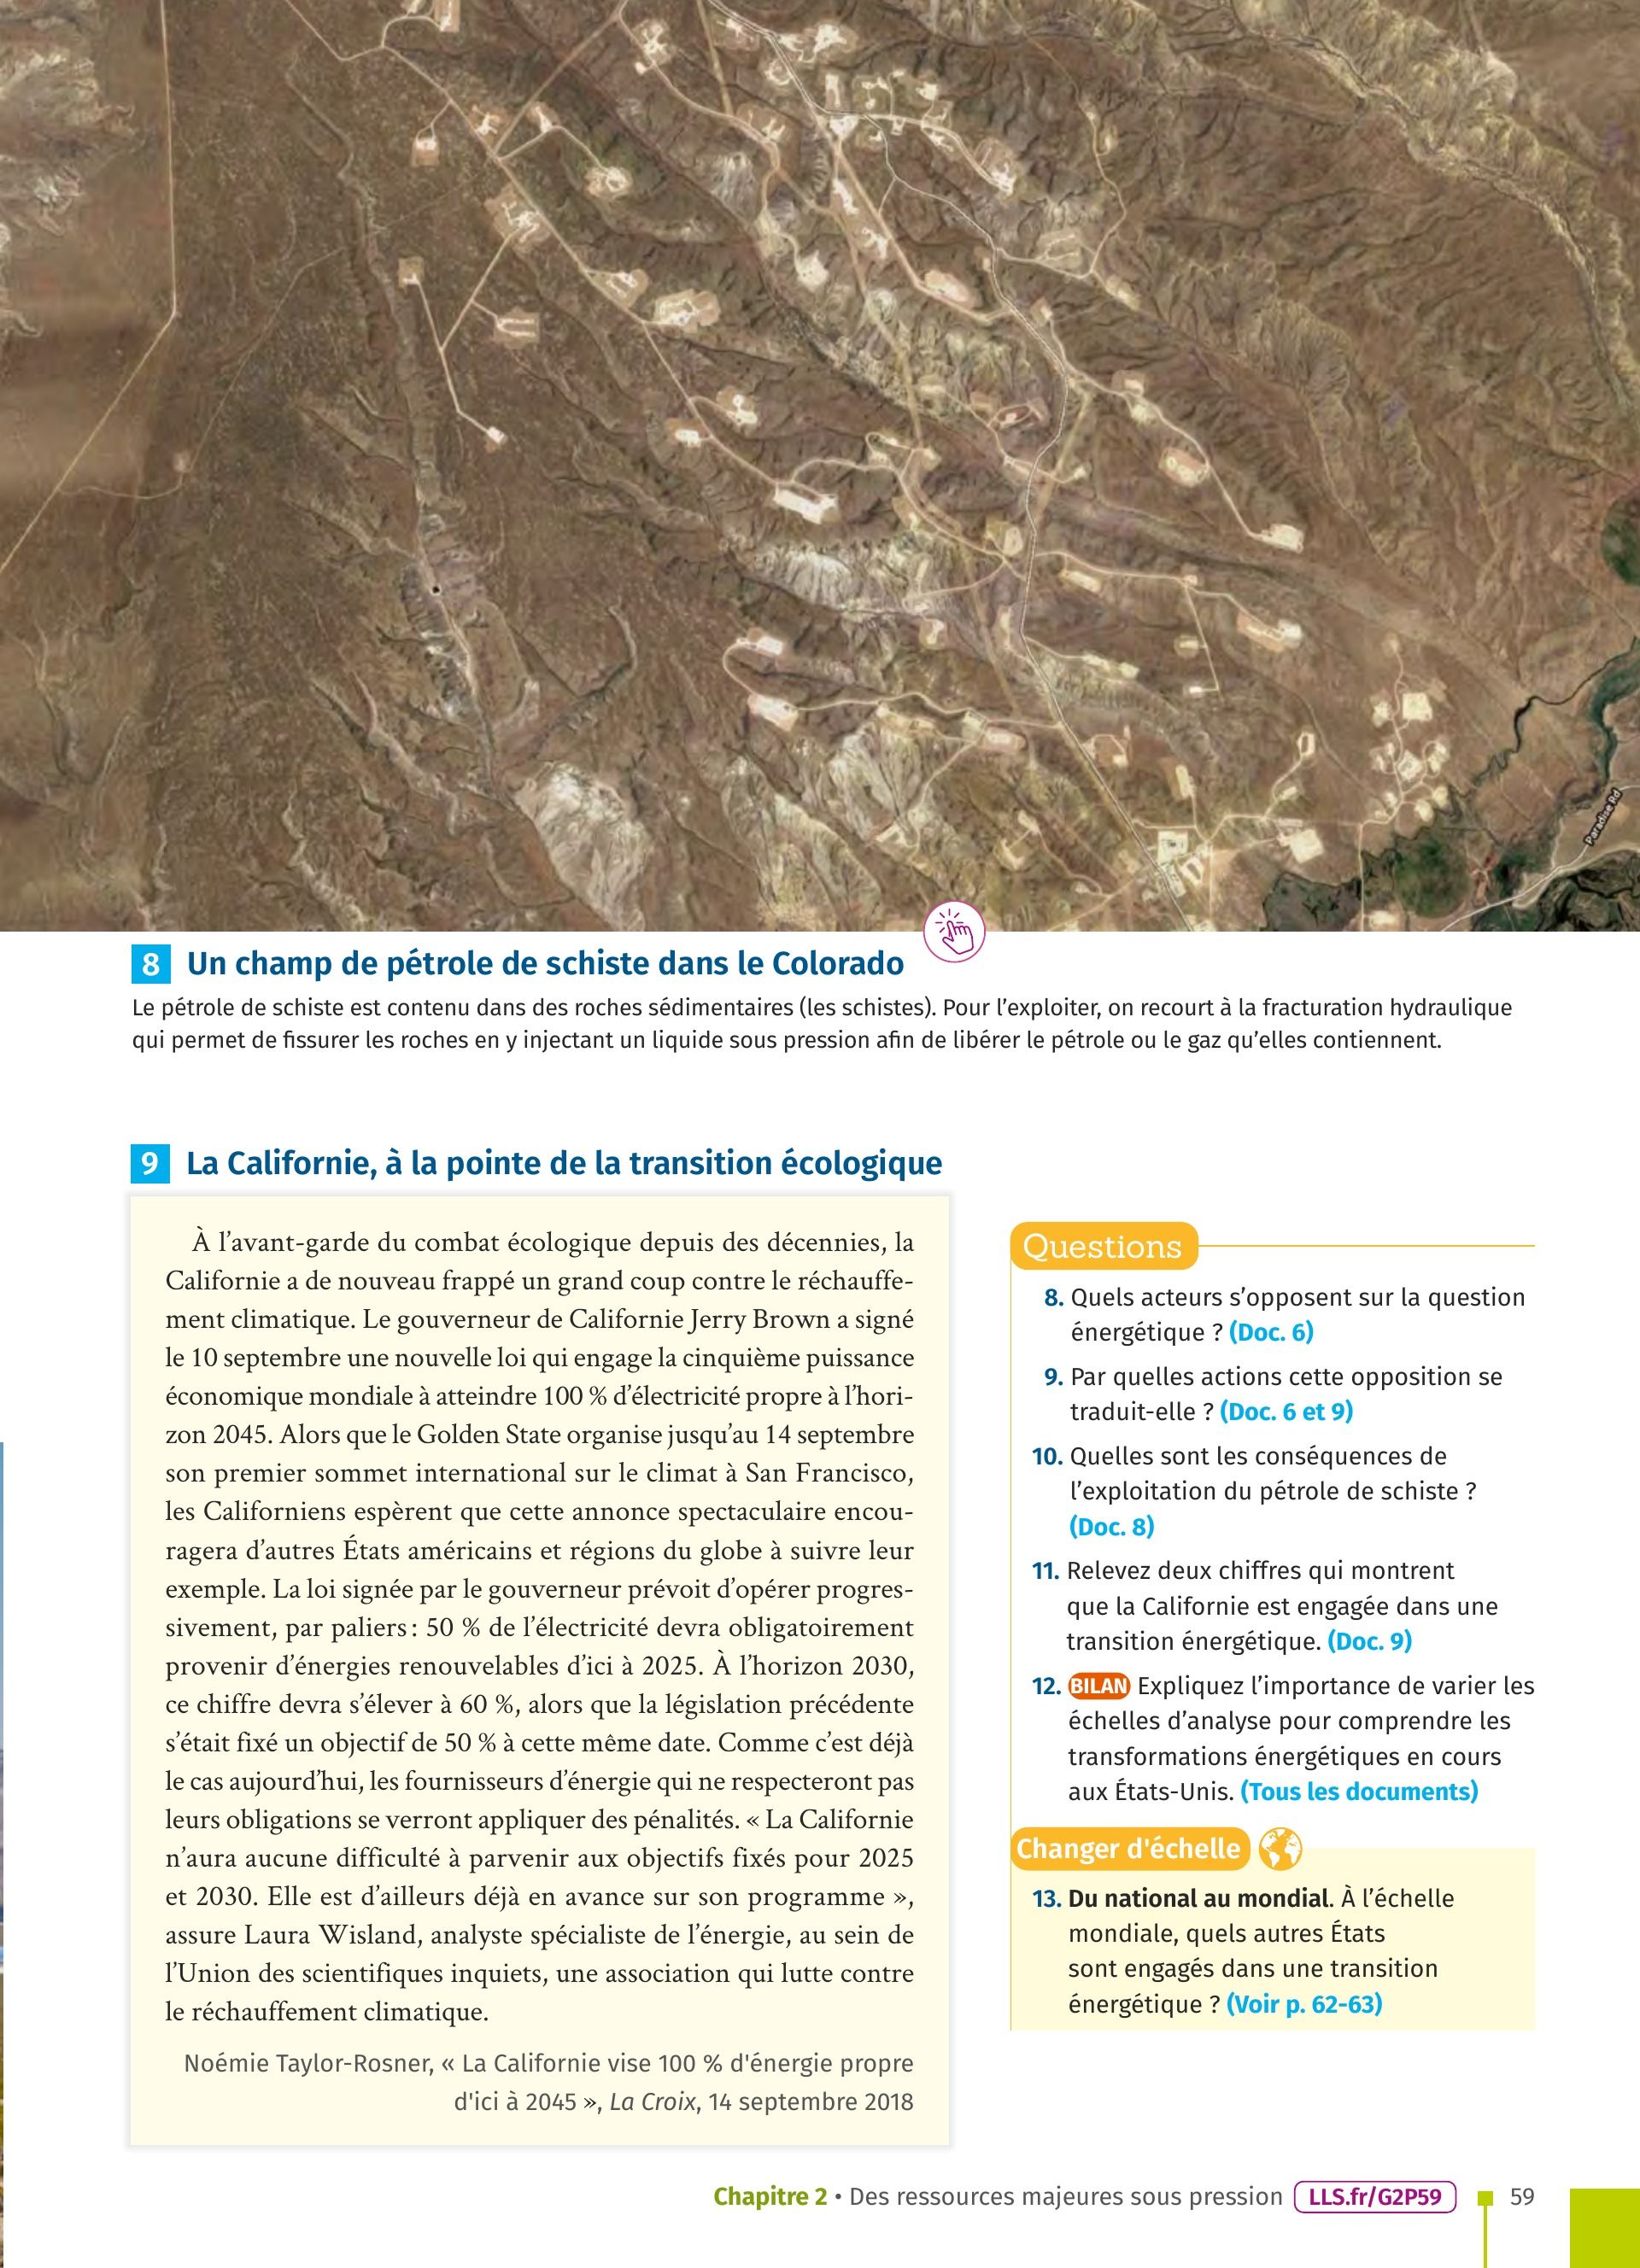 Paradise Rd
8 Un champ de pétrole de schiste dans le Colorado
Le pétrole de schiste est contenu dans des roches sédimentaires (les schistes). Pour l’exploiter, on recourt à la fracturation hydraulique
qui permet de fissurer les roches en y injectant un liquide sous pression afin de libérer le pétrole ou le gaz qu’elles contiennent.
9 La Californie, à la pointe de la transition écologique
À l’avant-garde du combat écologique depuis des décennies, la
Californie a de nouveau frappé un grand coup contre le réchauffe-
ment climatique. Le gouverneur de Californie Jerry Brown a signé
le 10 septembre une nouvelle loi qui engage la cinquième puissance
économique mondiale à atteindre 100 % d’électricité propre à l’hori-
zon 2045. Alors que le Golden State organise jusqu’au 14 septembre
son premier sommet international sur le climat à San Francisco,
les Californiens espèrent que cette annonce spectaculaire encou-
ragera d’autres États américains et régions du globe à suivre leur
exemple. La loi signée par le gouverneur prévoit d’opérer progres-
sivement, par paliers : 50 % de l’électricité devra obligatoirement
provenir d’énergies renouvelables d’ici à 2025. À l’horizon 2030,
ce chiffre devra s’élever à 60 %, alors que la législation précédente
s’était fixé un objectif de 50 % à cette même date. Comme c’est déjà
le cas aujourd’hui, les fournisseurs d’énergie qui ne respecteront pas
leurs obligations se verront appliquer des pénalités. « La Californie
n’aura aucune difficulté à parvenir aux objectifs fixés pour 2025
et 2030. Elle est d’ailleurs déjà en avance sur son programme »,
assure Laura Wisland, analyste spécialiste de l’énergie, au sein de
l’Union des scientifiques inquiets, une association qui lutte contre
le réchauffement climatique.
Noémie Taylor-Rosner, « La Californie vise 100 % d'énergie propre
d'ici à 2045 », La Croix, 14 septembre 2018
Questions
8. Quels acteurs s’opposent sur la question
énergétique ? (Doc. 6)
9. Par quelles actions cette opposition se
traduit-elle ? (Doc. 6 et 9)
10. Quelles sont les conséquences de
l’exploitation du pétrole de schiste ?
(Doc. 8)
11. Relevez deux chiffres qui montrent
que la Californie est engagée dans une
transition énergétique. (Doc. 9)
12. BILAN Expliquez l’importance de varier les
échelles d’analyse pour comprendre les
transformations énergétiques en cours
aux États-Unis. (Tous les documents)
Changer d'échelle
13. Du national au mondial. À l’échelle
mondiale, quels autres États
sont engagés dans une transition
énergétique ? (Voir p. 62-63)
Chapitre 2 • Des ressources majeures sous pression LLS.fr/G2P59 59